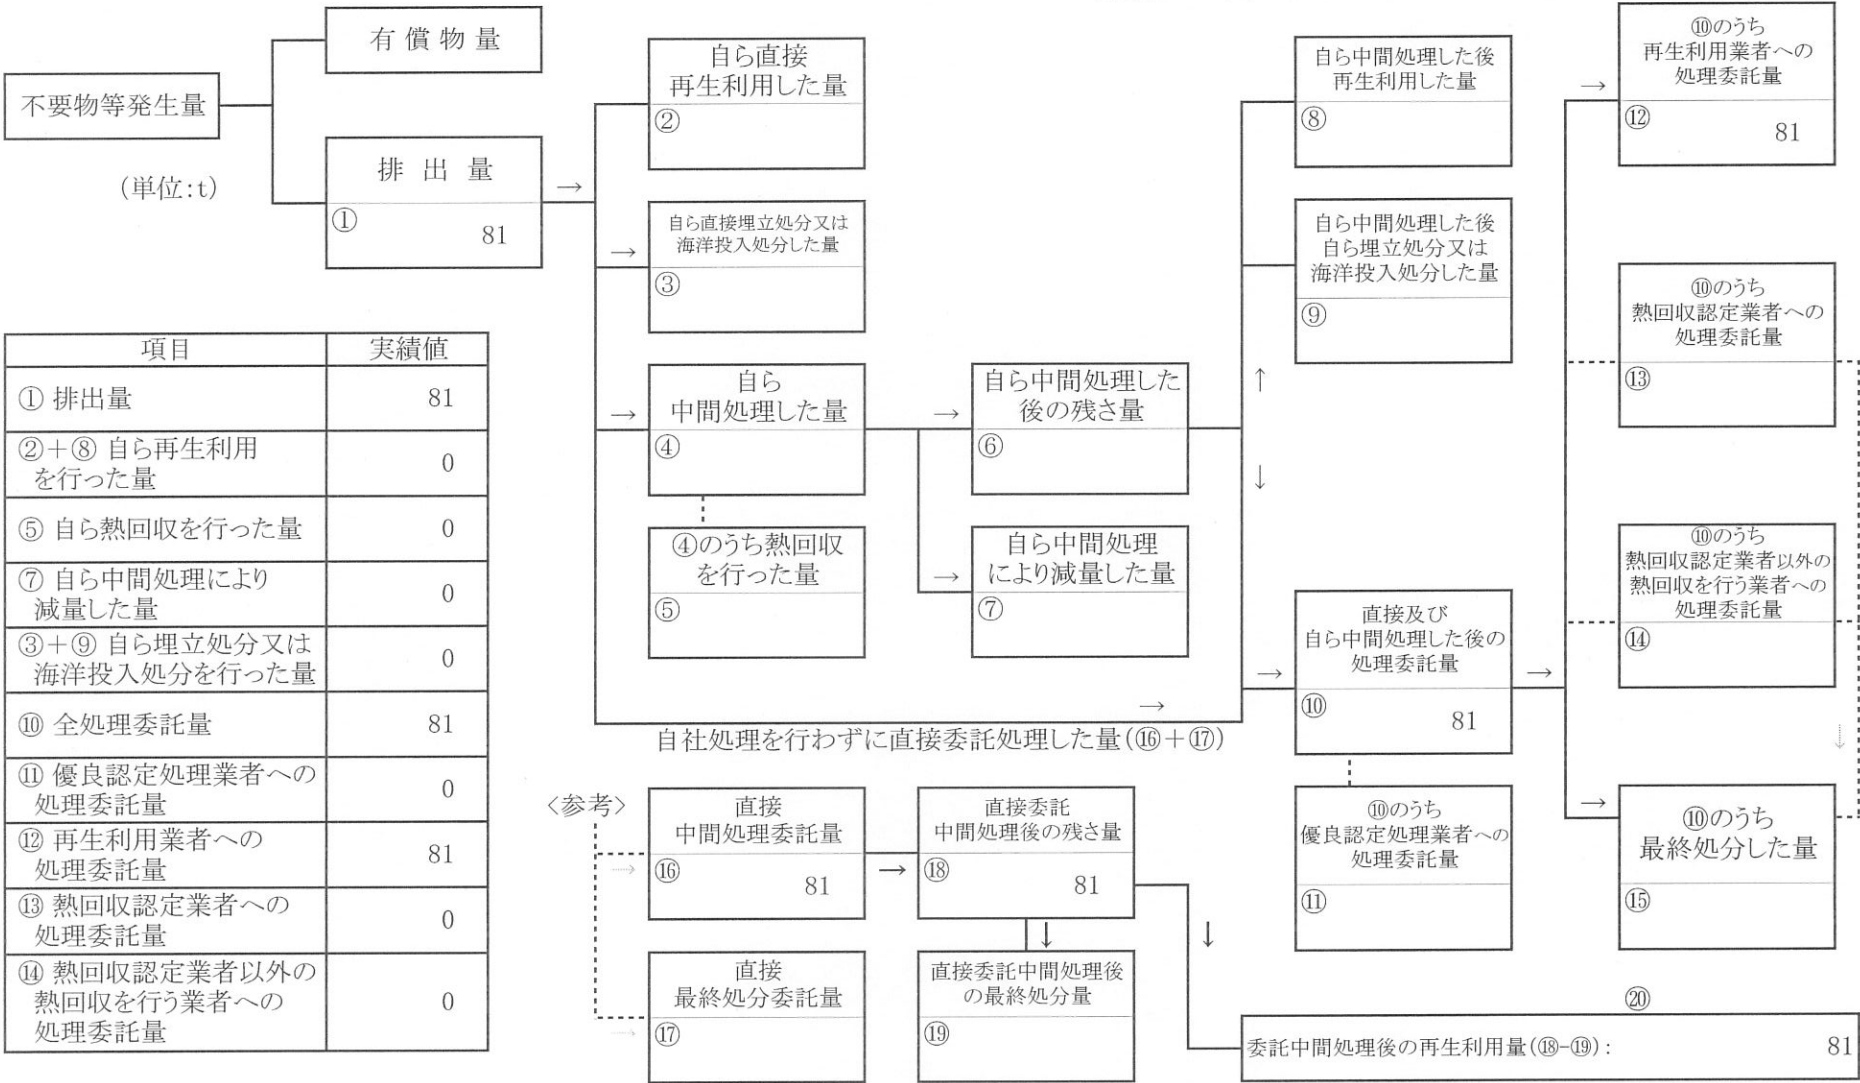 有償物量
不要物等発生量
(単位:t)
排出量
①
81
自ら直接
再生利用した量
②
自ら直接埋立処分又は
海洋投入処分した量
③
自ら
中間処理した量
④
④のうち熱回収
を行った量
⑤
自ら中間処理した
後の残さ量
⑥
自ら中間処理
により減量した量
⑦
自ら中間処理した後
再生利用した量
⑧
自ら中間処理した後
自ら埋立処分又は
海洋投入処分した量
⑨
直接及び
自ら中間処理した後の
処理委託量
⑩
81
⑩のうち
優良認定処理業者への
処理委託量
⑪
⑩のうち
再生利用業者への
処理委託量
⑫
81
⑩のうち
熱回収認定業者への
処理委託量
⑬
⑩のうち
熱回収認定業者以外の
熱回収を行う業者への
処理委託量
⑭
⑩のうち
最終処分した量
⑮
自社処理を行わずに直接委託処理した量(⑯+⑰)
〈参考〉
直接
中間処理委託量
⑯
81
直接
最終処分委託量
⑰
直接委託
中間処理後の残さ量
⑱
81
直接委託中間処理後
の最終処分量
⑲
⑳
委託中間処理後の再生利用量(⑱-⑲): 81
項目 実績値
① 排出量 81
②+⑧ 自ら再生利用
を行った量 0
⑤ 自ら熱回収を行った量 0
⑦ 自ら中間処理により
減量した量 0
③+⑨ 自ら埋立処分又は
海洋投入処分を行った量 0
⑩ 全処理委託量 81
⑪ 優良認定処理業者への
処理委託量 0
⑫ 再生利用業者への
処理委託量 81
⑬ 熱回収認定業者への
処理委託量 0
⑭ 熱回収認定業者以外の
熱回収を行う業者への 0
処理委託量